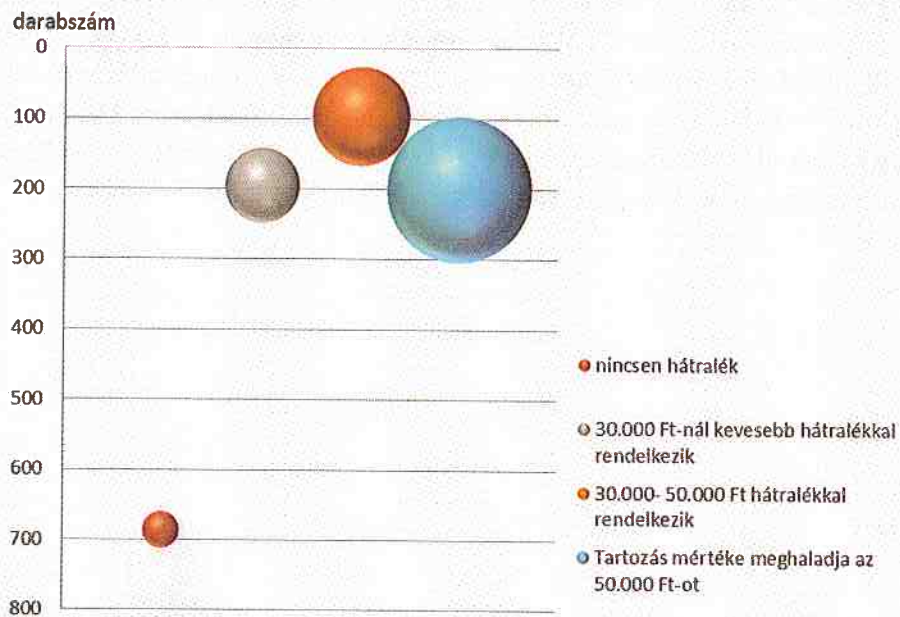 darabszám
0
100
200
300
400
500
600
700
800
nincsen hátralék
30.000 Ft-nál kevesebb hátralékkal
rendelkezik
30.000- 50.000 Ft hátralékkal
rendelkezik
Tartozás mértéke meghaladja az
50.000 Ft-ot